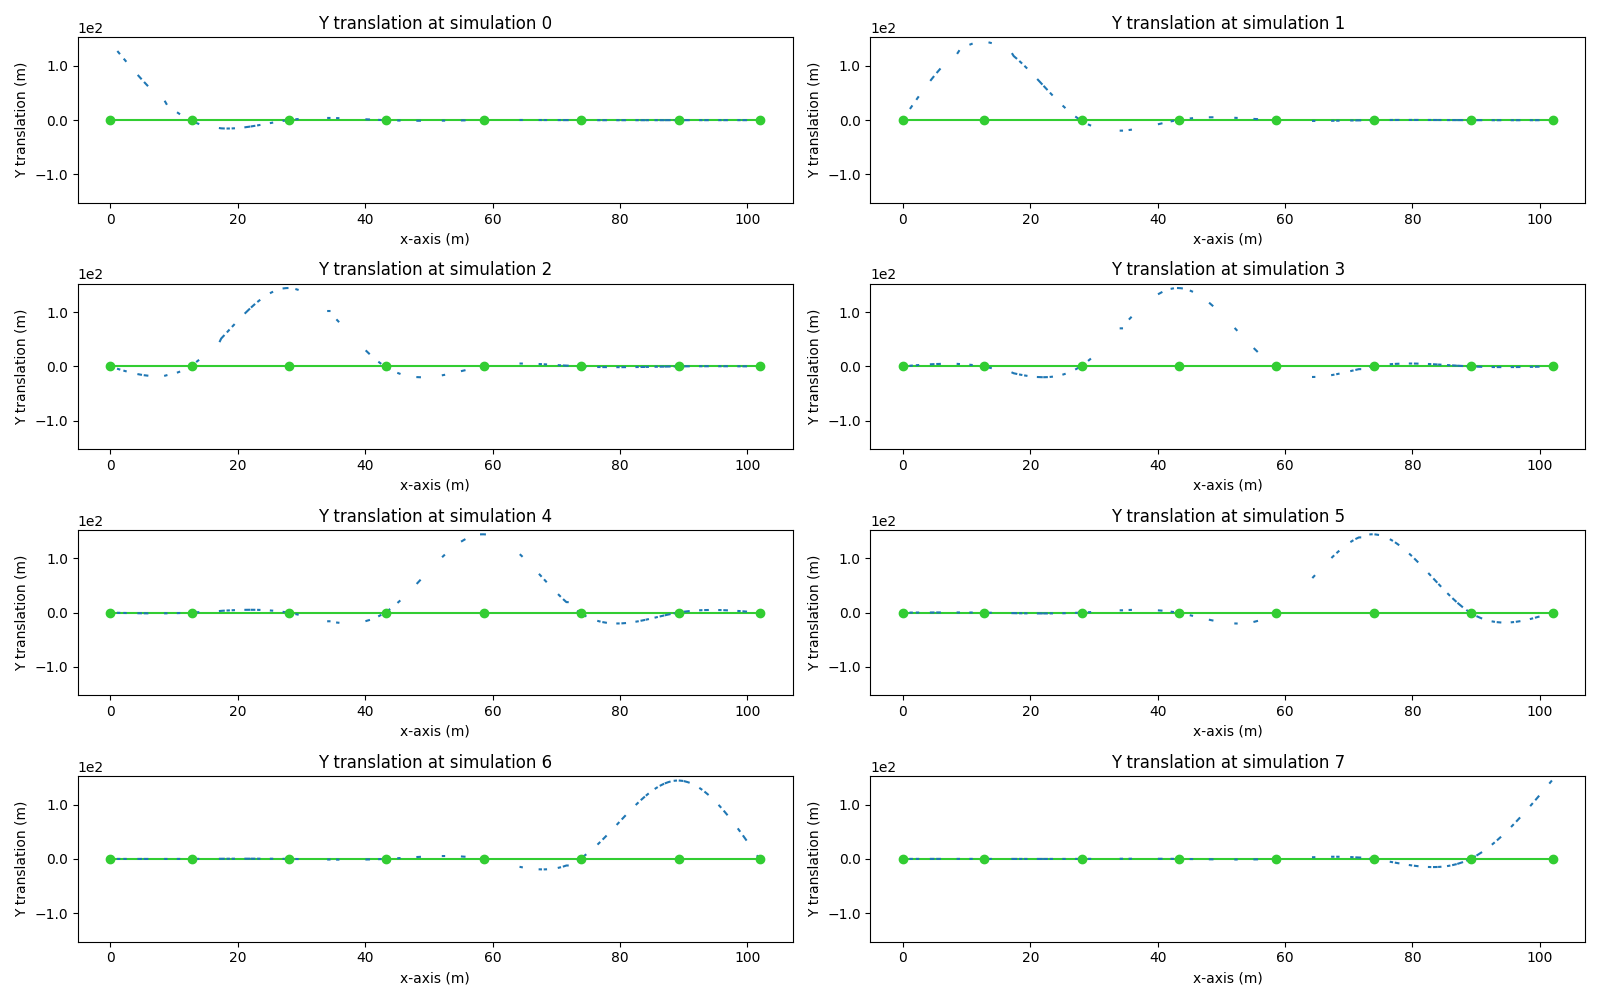 Y translation at simulation 0
1e2
Y translation (m)
1.0
0.0
−1.0
0 20 40 60 80 100
x-axis (m)
Y translation at simulation 1
1e2
Y translation (m)
1.0
0.0
−1.0
0 20 40 60 80 100
x-axis (m)
Y translation at simulation 2
1e2
Y translation (m)
1.0
0.0
−1.0
0 20 40 60 80 100
x-axis (m)
Y translation at simulation 3
1e2
Y translation (m)
1.0
0.0
−1.0
0 20 40 60 80 100
x-axis (m)
Y translation at simulation 4
1e2
Y translation (m)
1.0
0.0
−1.0
0 20 40 60 80 100
x-axis (m)
Y translation at simulation 5
1e2
Y translation (m)
1.0
0.0
−1.0
0 20 40 60 80 100
x-axis (m)
Y translation at simulation 6
1e2
Y translation (m)
1.0
0.0
−1.0
0 20 40 60 80 100
x-axis (m)
Y translation at simulation 7
1e2
Y translation (m)
1.0
0.0
−1.0
0 20 40 60 80 100
x-axis (m)